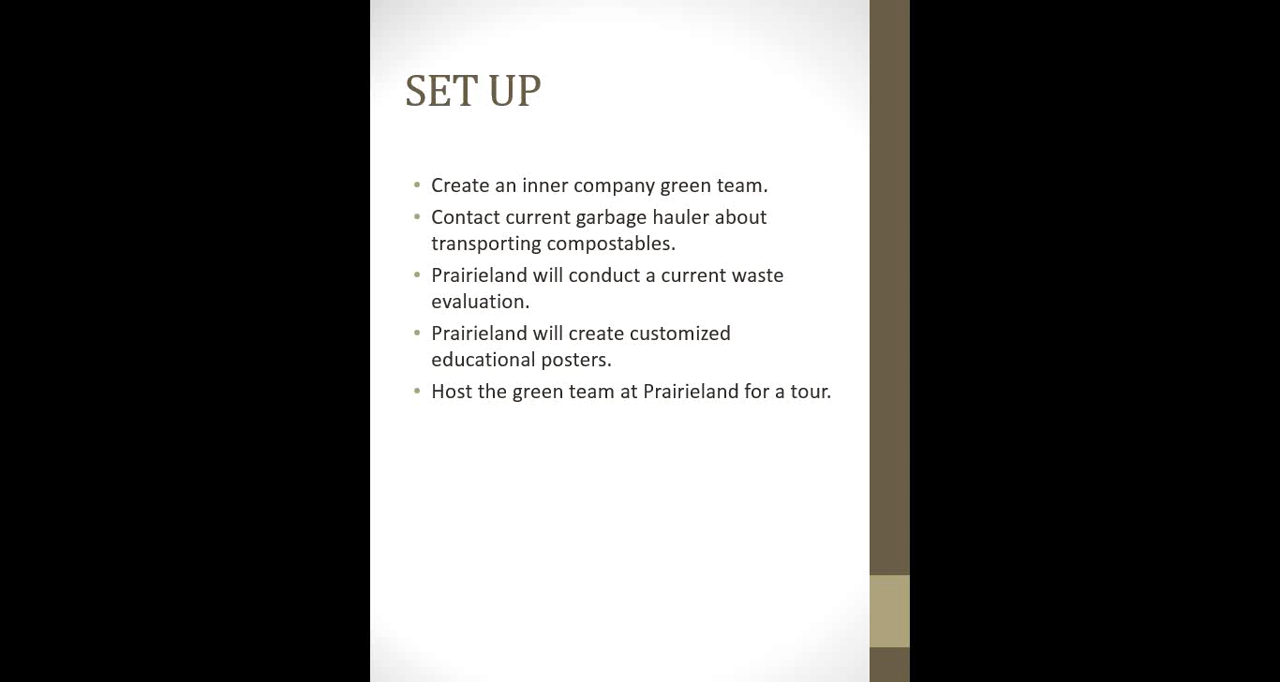 SET UP
• Create an inner company green team.
• Contact current garbage hauler about
transporting compostables.
• Prairieland will conduct a current waste
evaluation.
• Prairieland will create customized
educational posters.
• Host the green team at Prairieland for a tour.